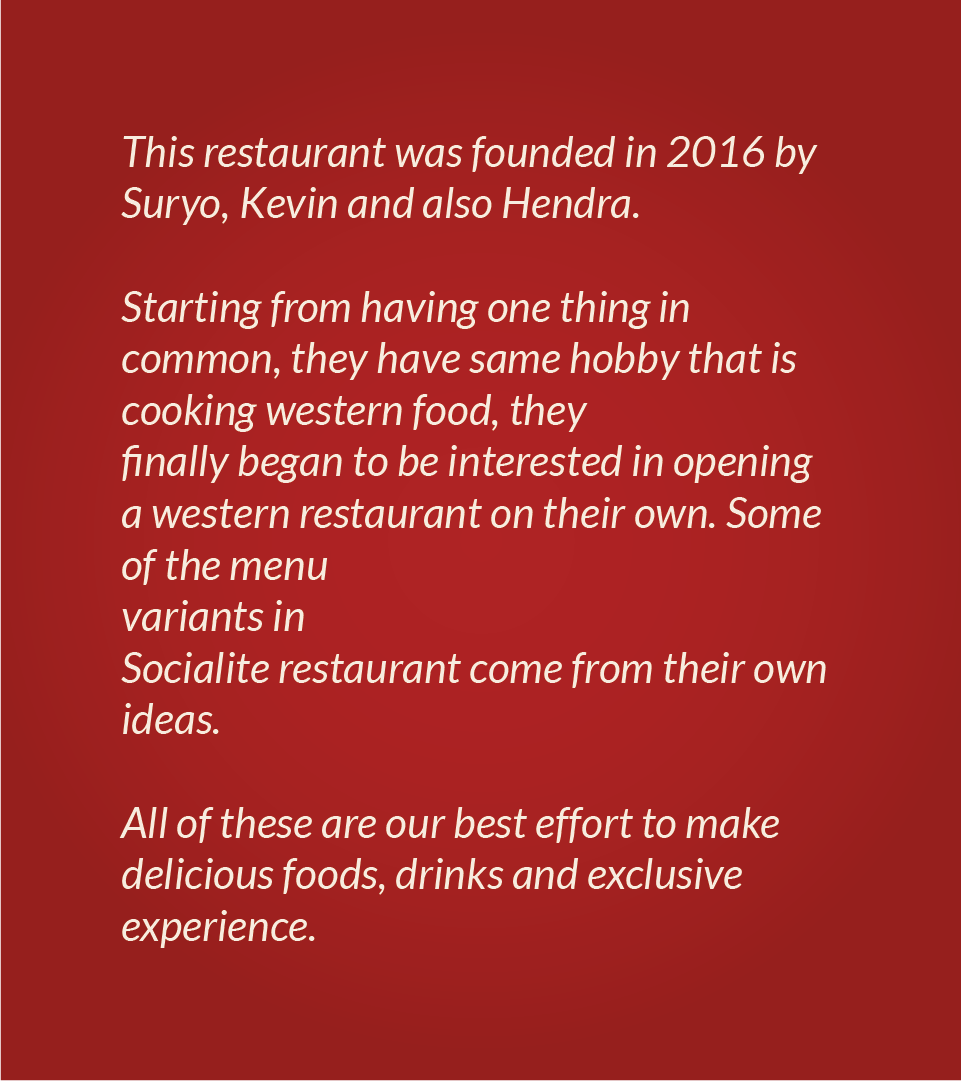 This restaurant was founded in 2016 by
Suryo, Kevin and also Hendra.
Starting from having one thing in
common, they have same hobby that is
cooking western food, they
finally began to be interested in opening
a western restaurant on their own. Some
of the menu
variants in
Socialite restaurant come from their own
ideas.
All of these are our best effort to make
delicious foods, drinks and exclusive
experience.